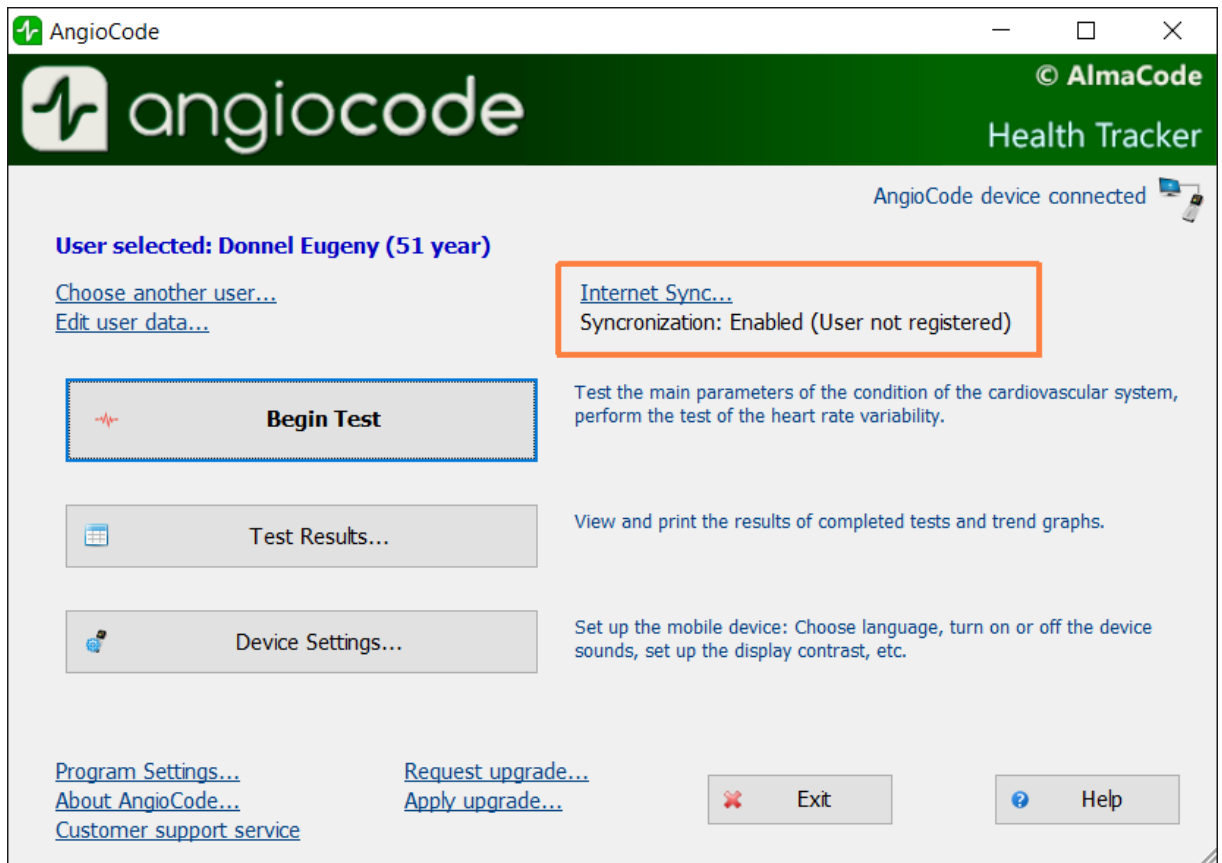 AngioCode
angiocode
© AlmaCode
Health Tracker
AngioCode device connected
User selected: Donnel Eugeny (51 year)
Choose another user...
Edit user data...
Internet Sync...
Syncronization: Enabled (User not registered)
Begin Test
Test the main parameters of the condition of the cardiovascular system,
perform the test of the heart rate variability.
Test Results...
View and print the results of completed tests and trend graphs.
Device Settings...
Set up the mobile device: Choose language, turn on or off the device
sounds, set up the display contrast, etc.
Program Settings...
About AngioCode...
Customer support service
Request upgrade...
Apply upgrade...
Exit
Help